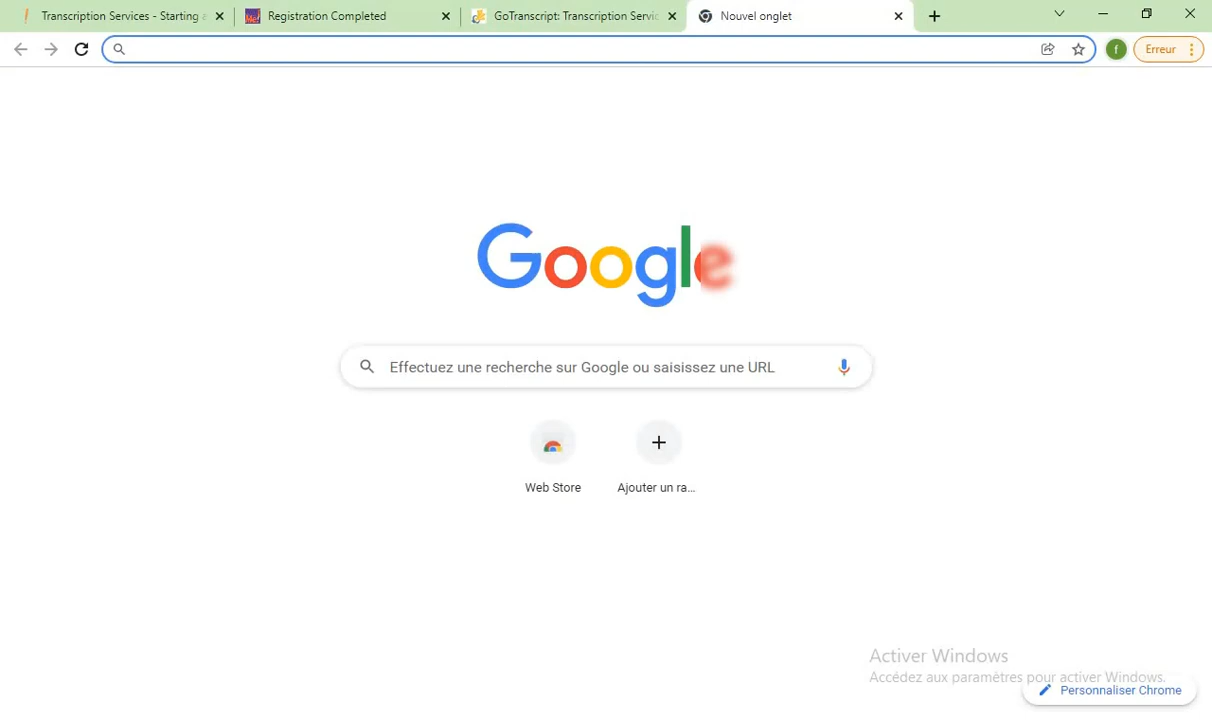 Transcription Services - Starting a
Registration Completed
GoTranscript: Transcription Servic
Nouvel onglet
f
Erreur
Google
Effectuez une recherche sur Google ou saisissez une URL
Web Store
Ajouter un ra...
Activer Windows
Accédez aux paramètres pour activer Windows.
Personnaliser Chrome